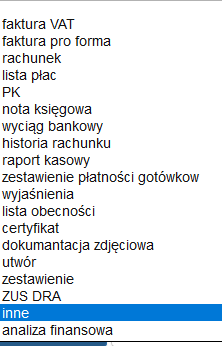 faktura VAT
faktura pro forma
rachunek
lista płac
PK
nota księgowa
wyciąg bankowy
historia rachunku
raport kasowy
zestawienie płatności gotówkow
wyjaśnienia
lista obecności
certyfikat
dokumantacja zdjęciowa
utwór
zestawienie
ZUS DRA
inne
analiza finansowa